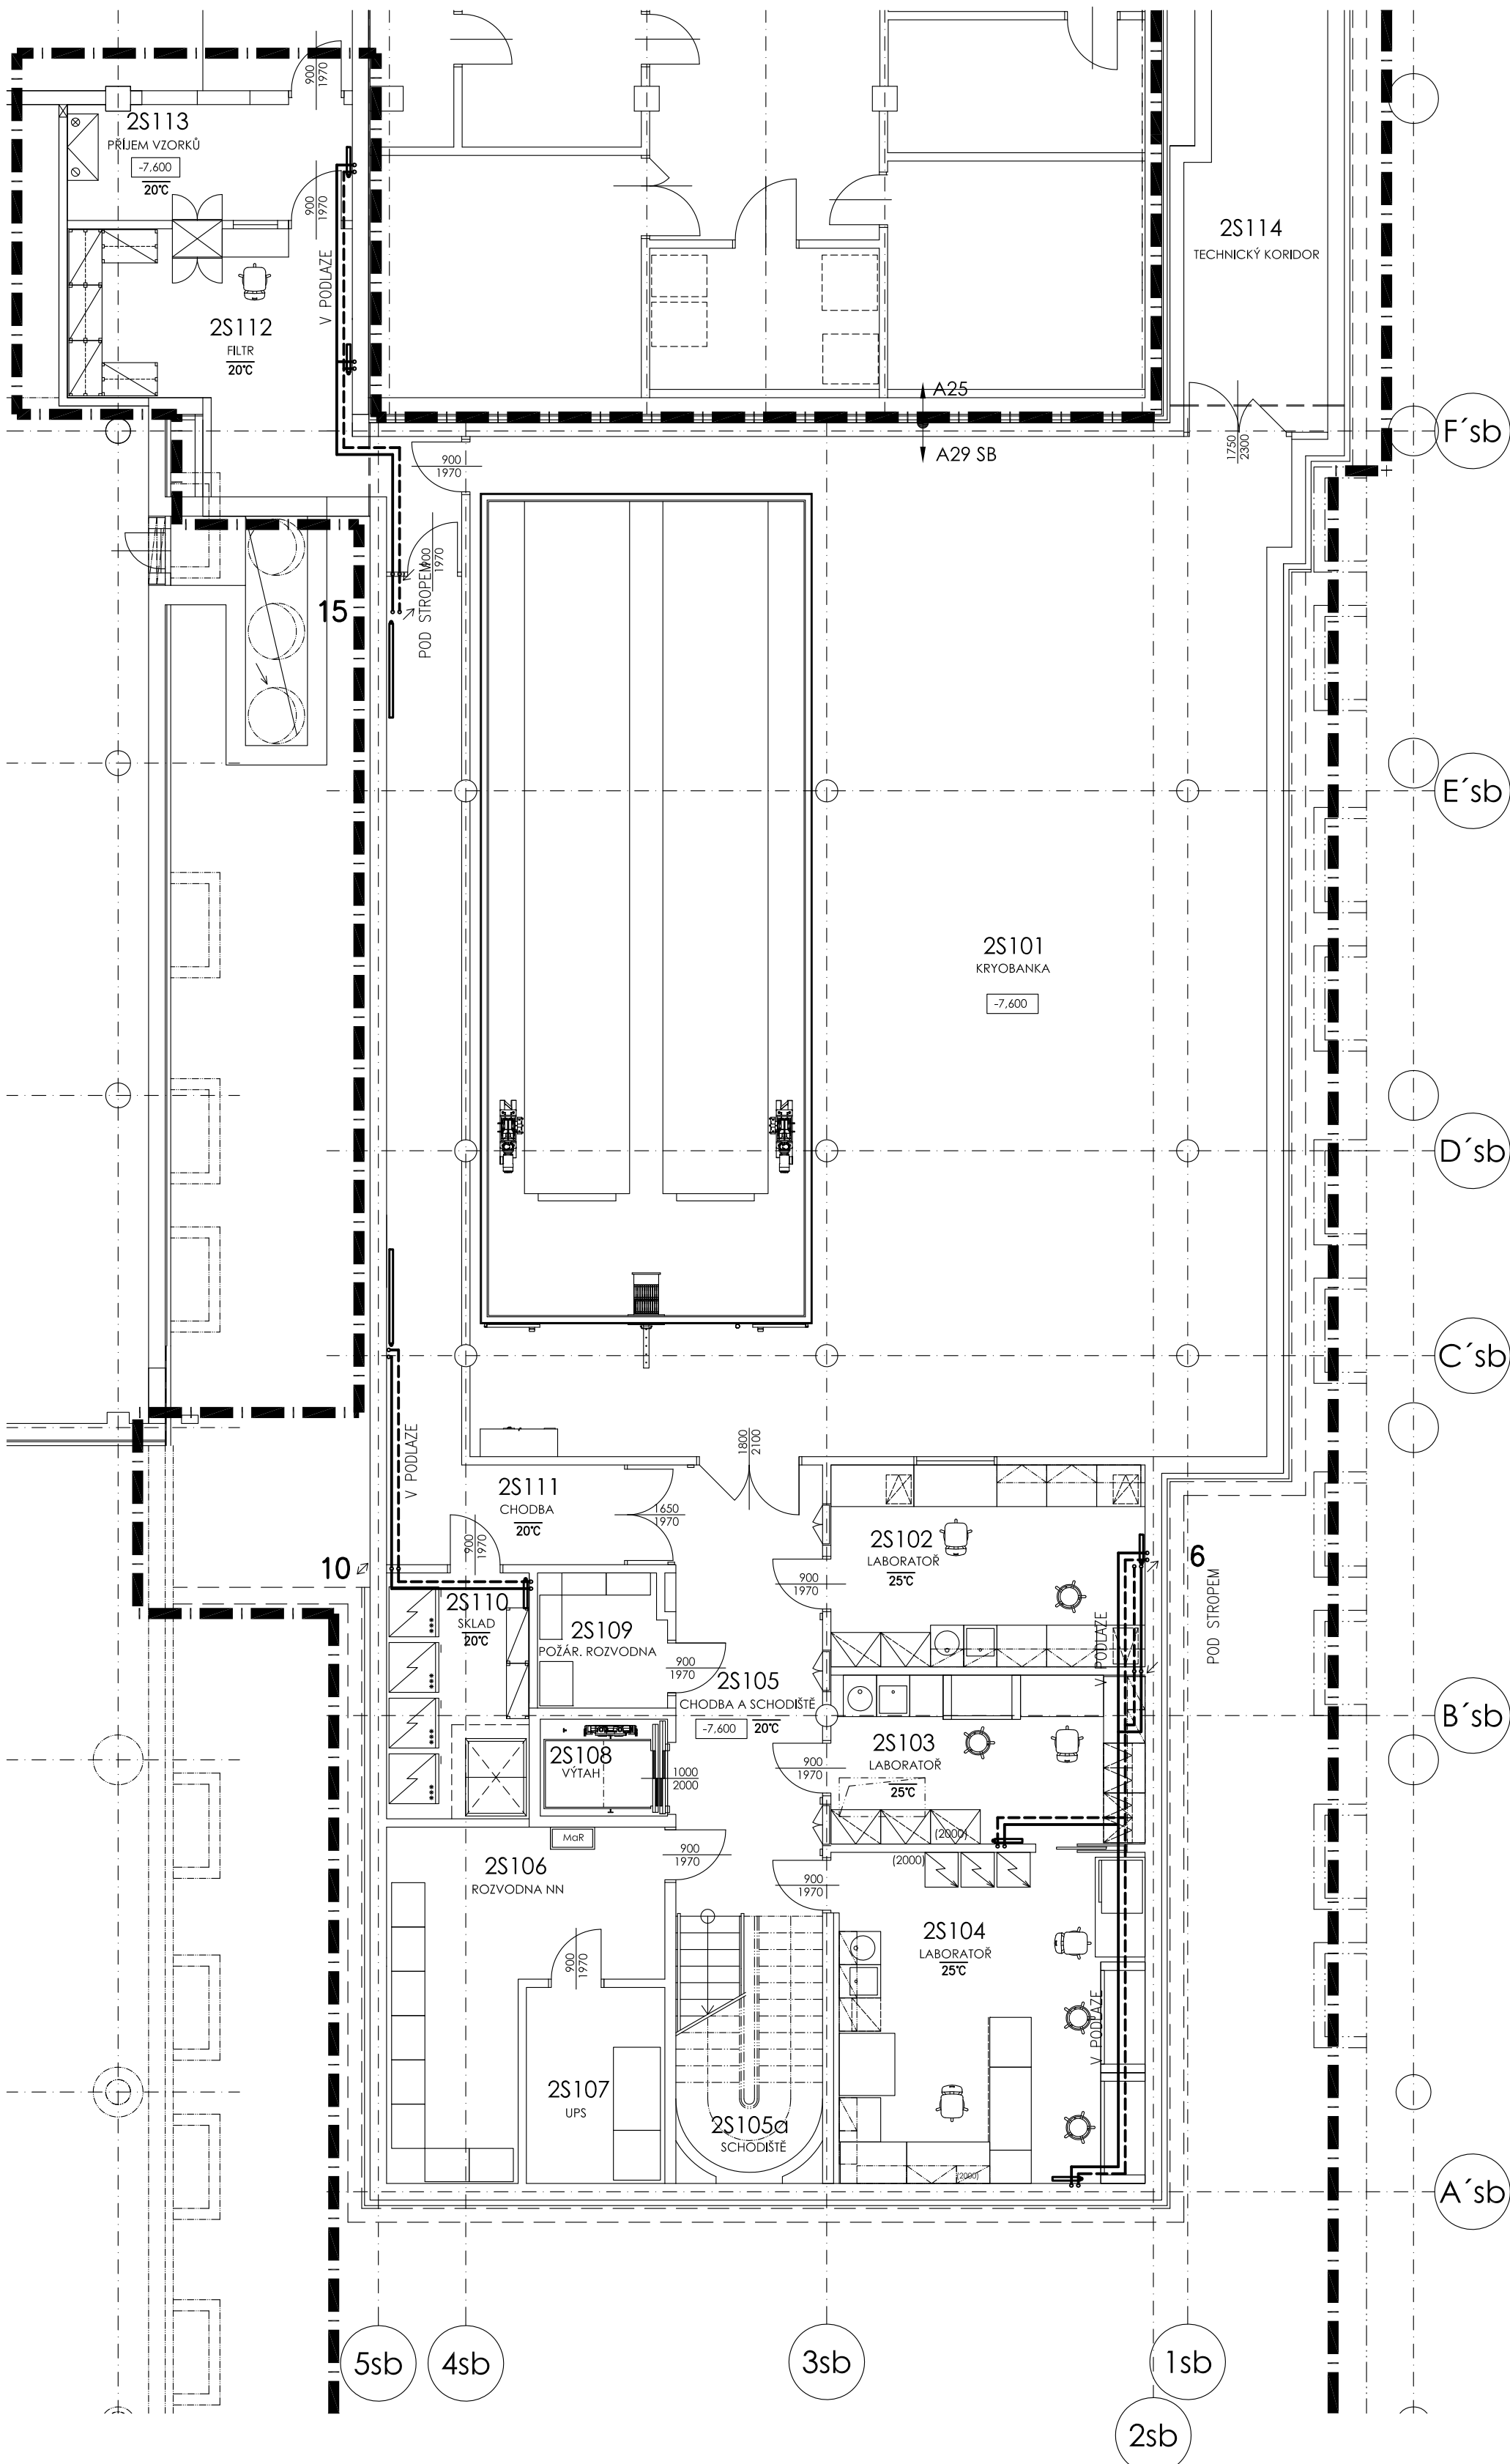 900
1970
2S113
PŘÍJEM VZORKŮ
-7,600
20°C
900
1970
2S114
TECHNICKÝ KORIDOR
V PODLAZE
2S112
FILTR
20°C
A25
A29 SB
1750
2300
F´sb
900
1970
900
1970
15
POD STROPEM
E´sb
2S101
KRYOBANKA
-7,600
D´sb
C´sb
V PODLAZE
1800
2100
2S111
CHODBA
20°C
1650
1970
900
1970
10
2S102
LABORATOŘ
25°C
900
1970
6
POD STROPEM
2S110
SKLAD
20°C
2S109
POŽÁR. ROZVODNA
900
1970
V PODLAZE
2S105
CHODBA A SCHODIŠTĚ
-7,600
20°C
B´sb
2S103
LABORATOŘ
25°C
900
1970
2S108
VÝTAH
1000
2000
(2000)
MaR
900
1970
(2000)
2S106
ROZVODNA NN
900
1970
2S104
LABORATOŘ
25°C
900
1970
V PODLAZE
2S107
UPS
2S105a
SCHODIŠTĚ
(2000)
A´sb
5sb
4sb
3sb
1sb
2sb